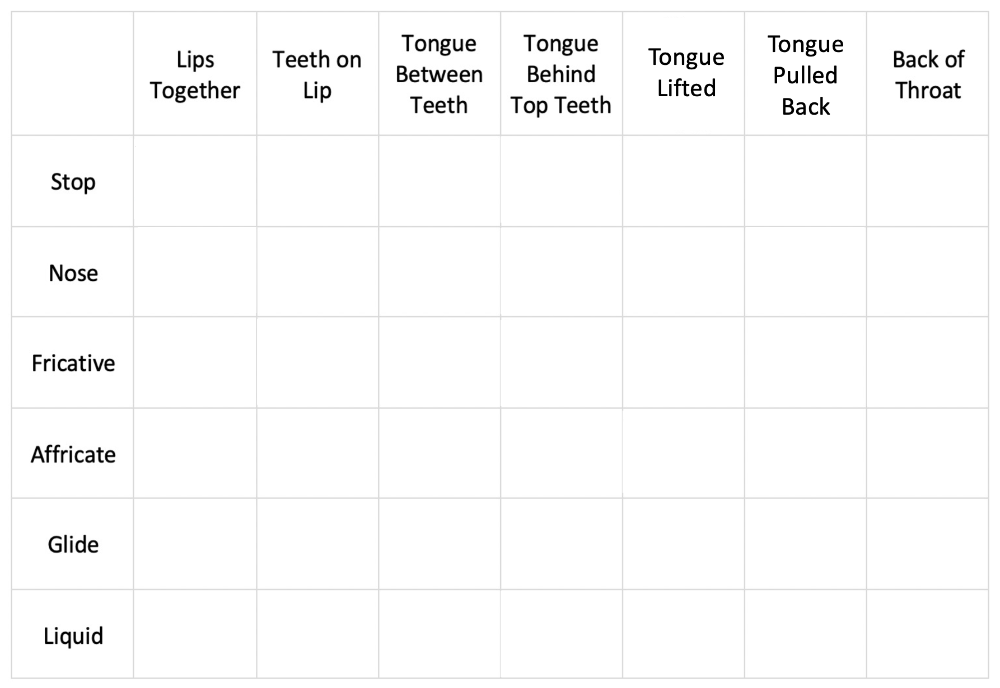 Lips Together
Teeth on Lip
Tongue Between Teeth
Tongue Behind Top Teeth
Tongue Lifted
Tongue Pulled Back
Back of Throat
Stop
Nose
Fricative
Affricate
Glide
Liquid